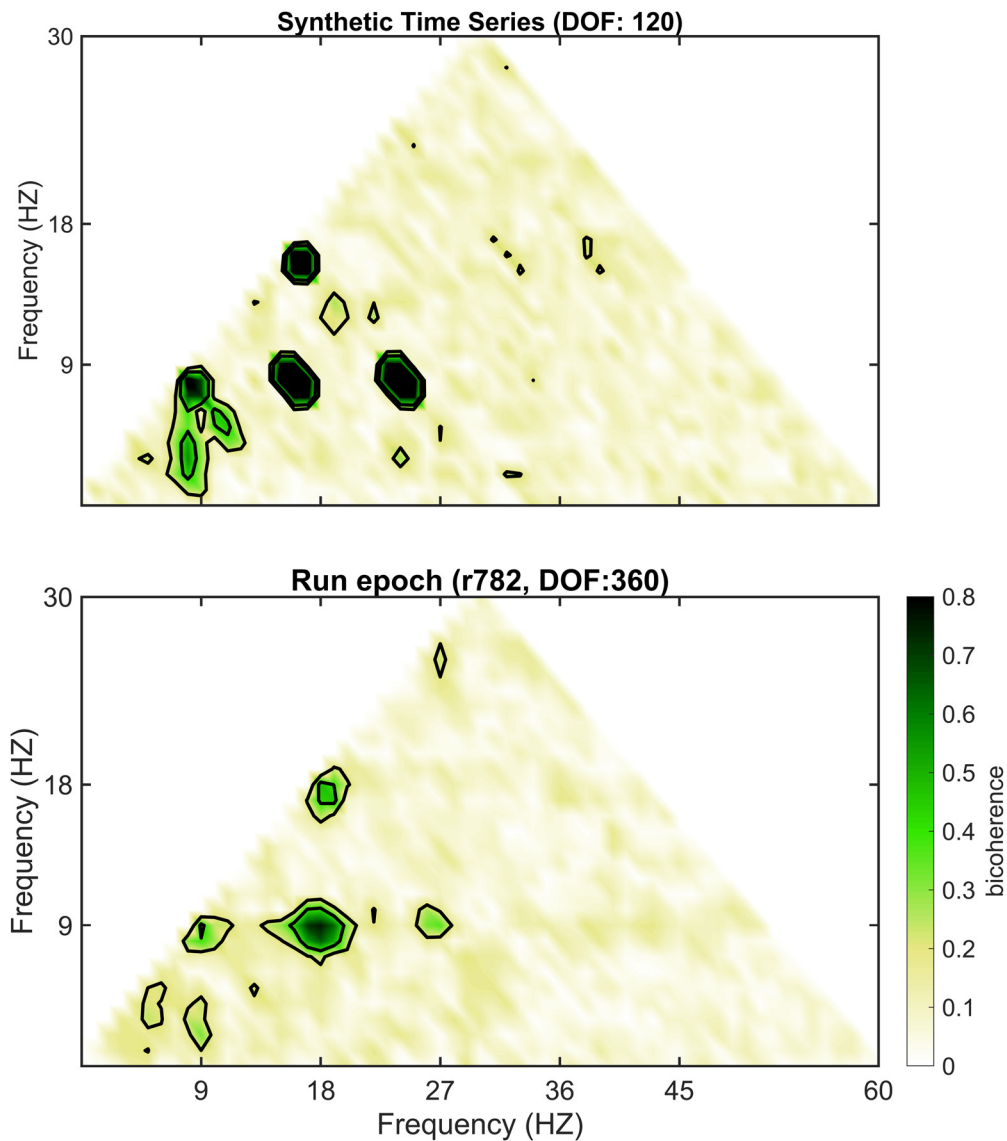 Synthetic Time Series (DOF: 120)
30
18
9
Frequency (HZ)
Run epoch (r782, DOF:360)
30
18
9
Frequency (HZ)
9 18 27 36 45 60
Frequency (HZ)
0.8
0.7
0.6
0.5
0.4
0.3
0.2
0.1
0
bicoherence